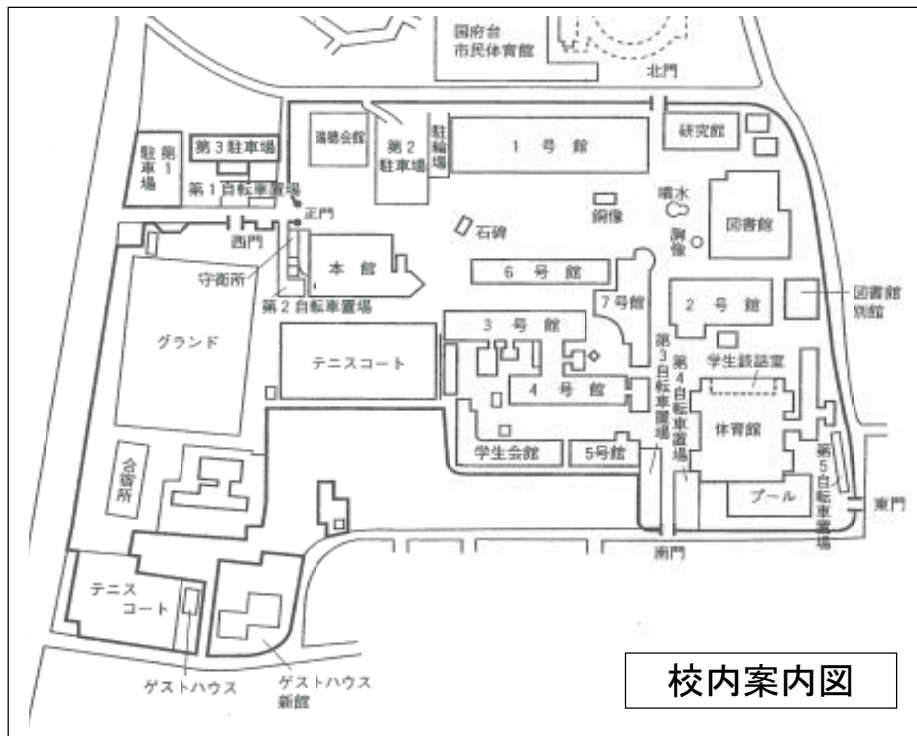 国府台
市民体育館
北門
鴻陵会館
第2
駐車場
駐輪場
1号館
研究館
第1
駐車場
第3駐車場
第1自転車置場
正門
西門
石碑
銅像
噴水
胸像
図書館
守衛所
本館
第2自転車置場
6号館
7号館
2号館
図書館
別館
グランド
テニスコート
3号館
4号館
第3自転車置場
第4自転車置場
学生談話室
体育館
合宿所
学生会館
5号館
プール
第5自転車置場
東門
南門
テニス
コート
ゲストハウス
ゲストハウス
新館
校内案内図